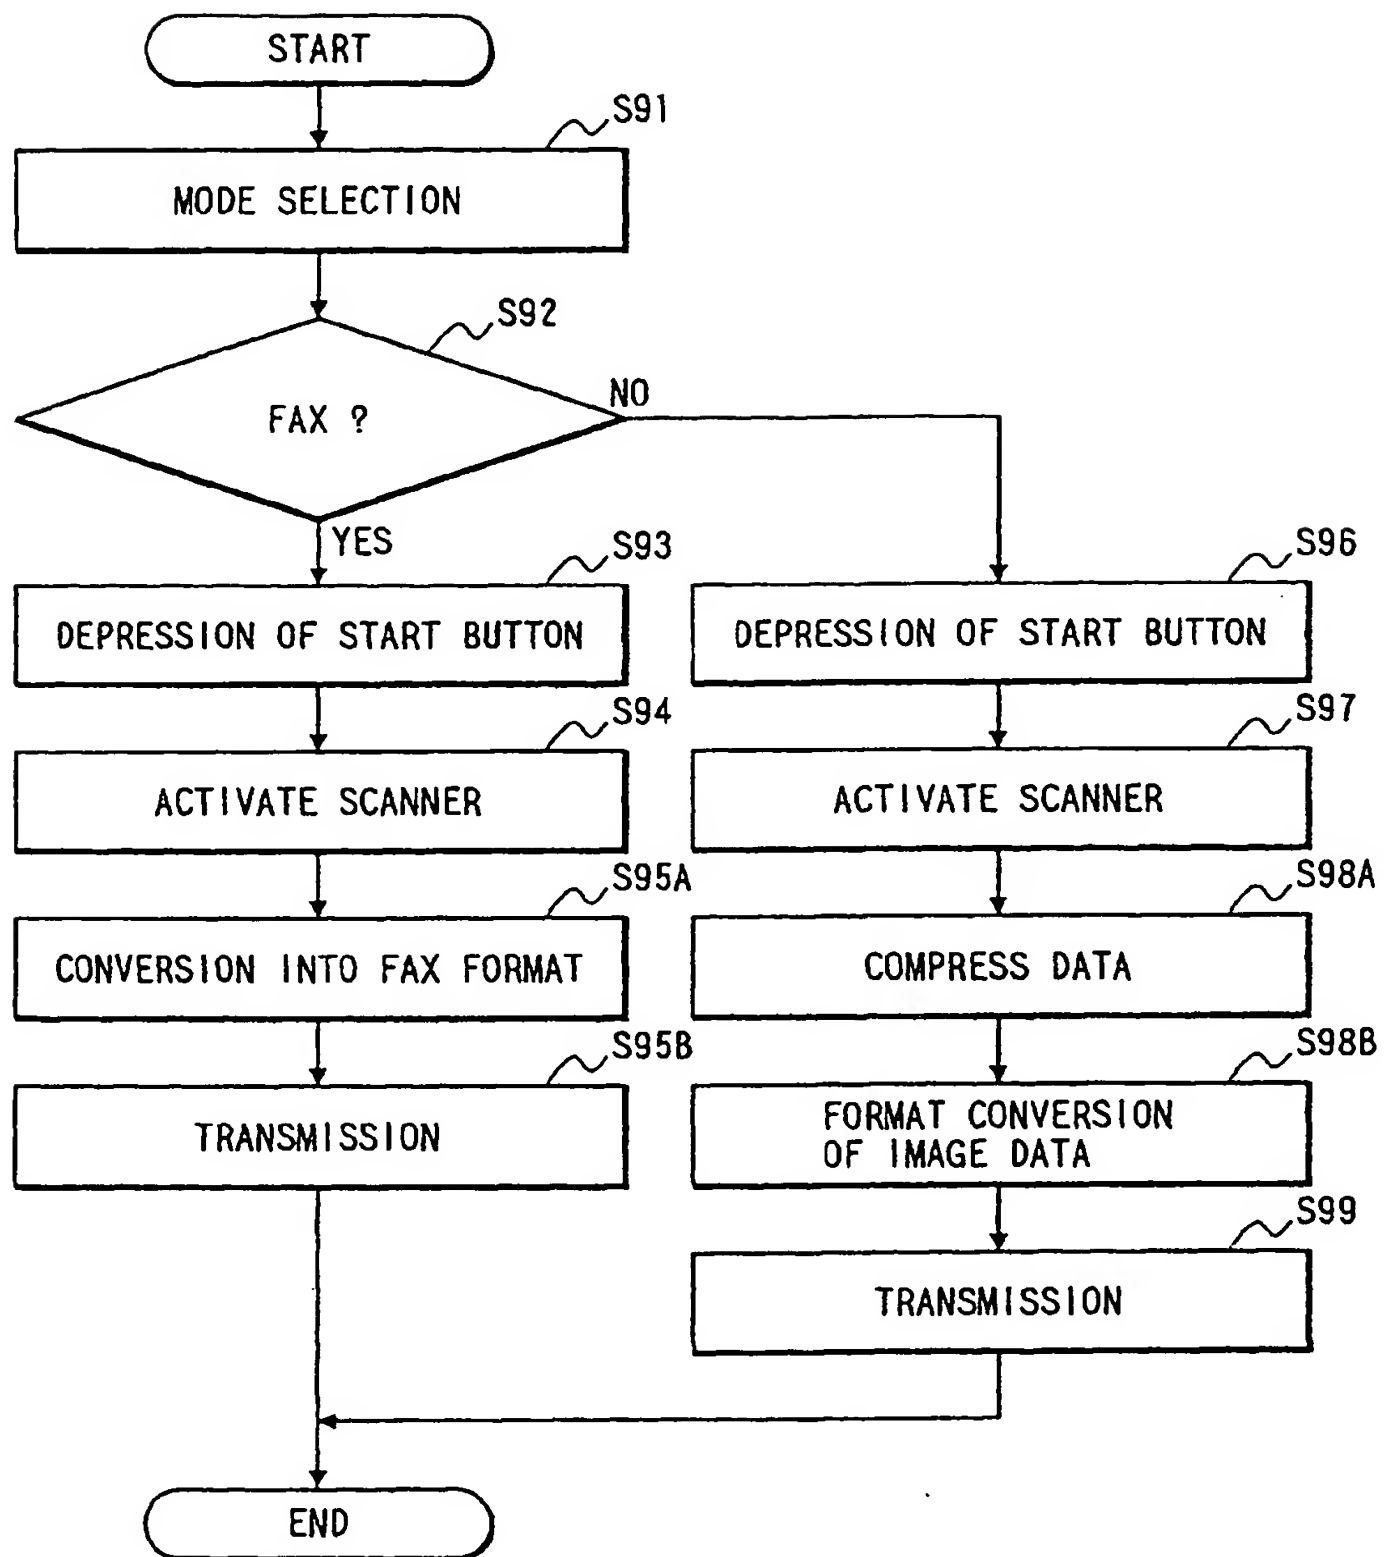 START
S91
MODE SELECTION
S92
FAX ?
NO
YES
S93
DEPRESSION OF START BUTTON
S94
ACTIVATE SCANNER
S95A
CONVERSION INTO FAX FORMAT
S95B
TRANSMISSION
S96
DEPRESSION OF START BUTTON
S97
ACTIVATE SCANNER
S98A
COMPRESS DATA
S98B
FORMAT CONVERSION
OF IMAGE DATA
S99
TRANSMISSION
END